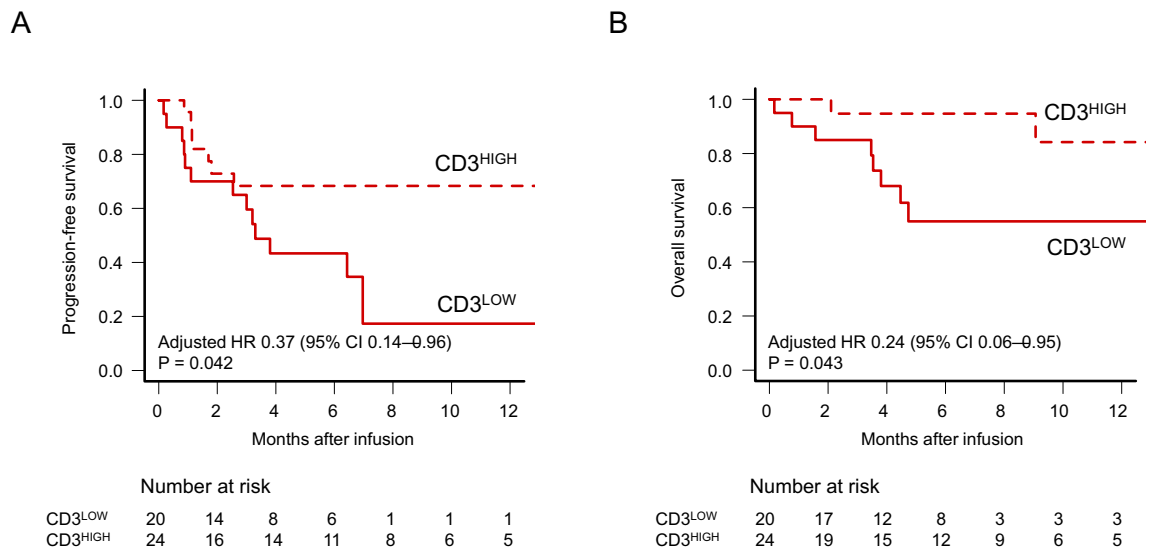 A
Progression-free survival
1.0
0.8
0.6
0.4
0.2
0.0
CD3HIGH
CD3LOW
Adjusted HR 0.37 (95% CI 0.14–0.96)
P = 0.042
0 2 4 6 8 10 12
Months after infusion
Number at risk
CD3LOW 20 14 8 6 1 1 1
CD3HIGH 24 16 14 11 8 6 5
B
Overall survival
1.0
0.8
0.6
0.4
0.2
0.0
CD3HIGH
CD3LOW
Adjusted HR 0.24 (95% CI 0.06–0.95)
P = 0.043
0 2 4 6 8 10 12
Months after infusion
Number at risk
CD3LOW 20 17 12 8 3 3 3
CD3HIGH 24 19 15 12 9 6 5